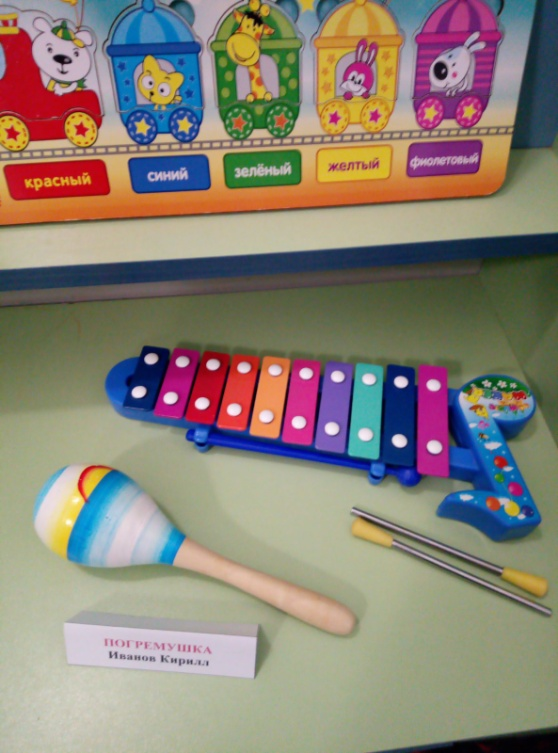 красный
синий
зелёный
желтый
фиолетовый
ПОГРЕМУШКА
Иванов Кирилл